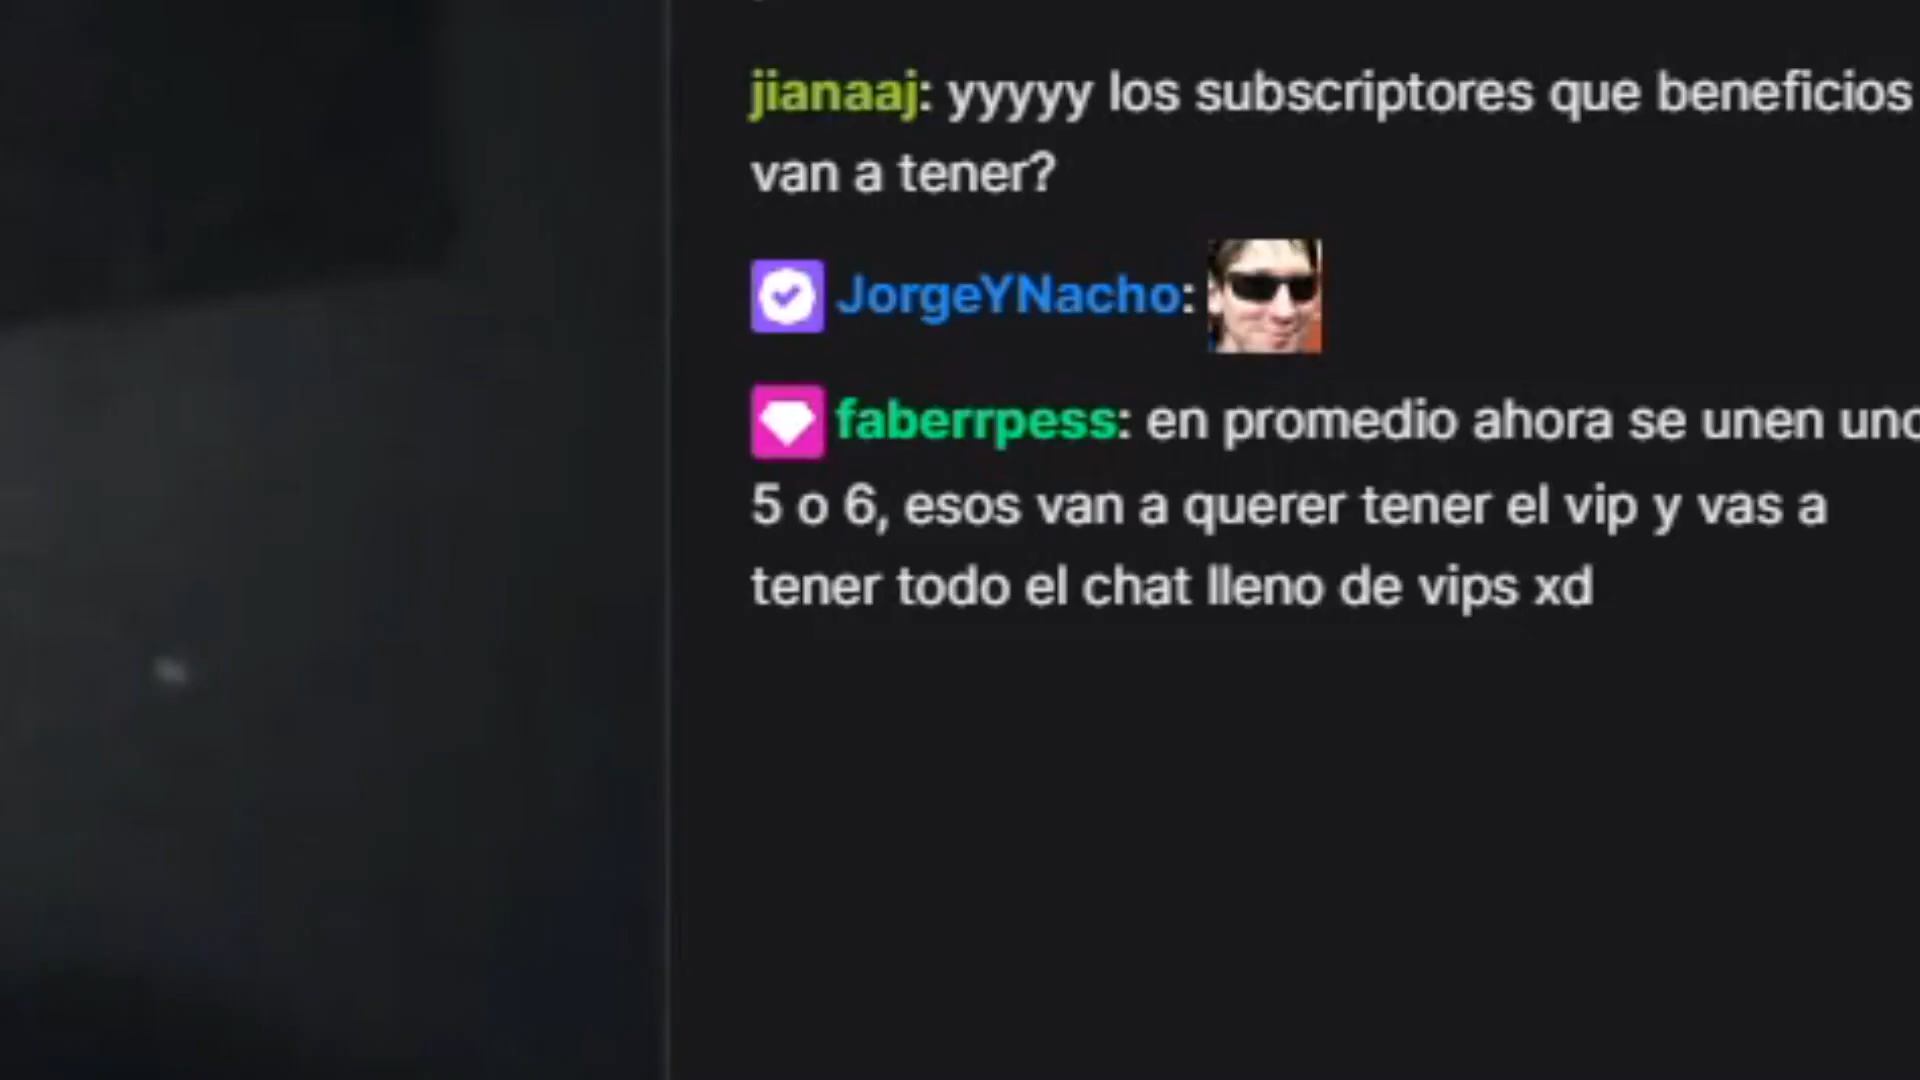 jianaaj: yyyyy los subscriptores que beneficios
van a tener?
JorgeYNacho:
faberrpess: en promedio ahora se unen
5 o 6, esos van a querer tener el vip y vas a
tener todo el chat lleno de vips xd